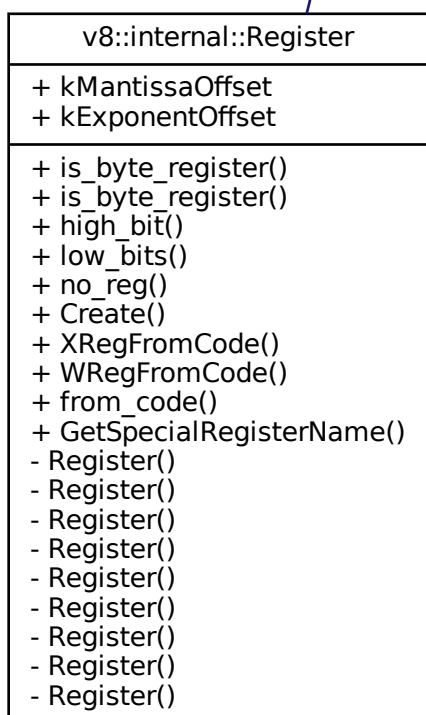 v8::internal::Register
+ kMantissaOffset
+ kExponentOffset
+ is_byte_register()
+ is_byte_register()
+ high_bit()
+ low_bits()
+ no_reg()
+ Create()
+ XRegFromCode()
+ WRegFromCode()
+ from_code()
+ GetSpecialRegisterName()
- Register()
- Register()
- Register()
- Register()
- Register()
- Register()
- Register()
- Register()
- Register()